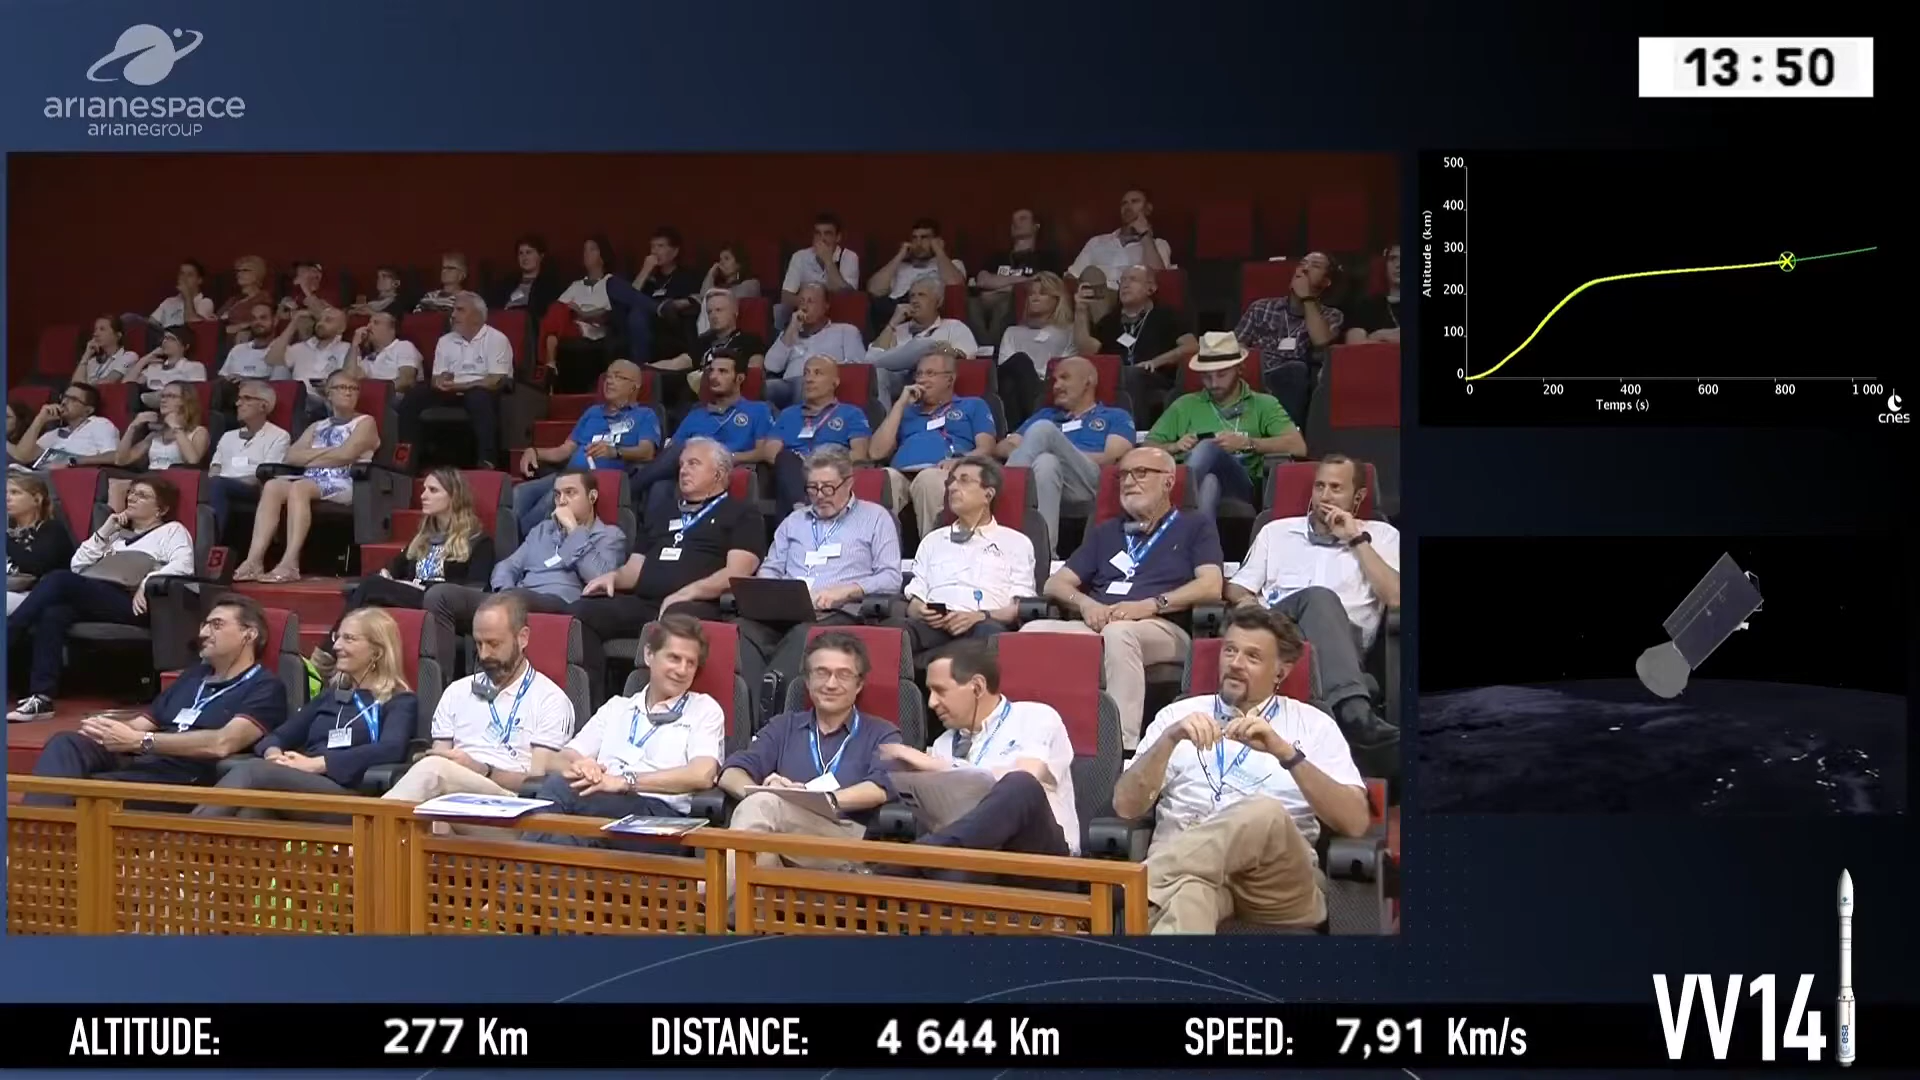 arianespace
arianeGROUP
13:50
500
400
300
200
100
0
Altitude (km)
0 200 400 600 800 1 000
Temps (s)
cnes
C
B
VV14
esa
ALTITUDE: 277 Km DISTANCE: 4 644 Km SPEED: 7,91 Km/s